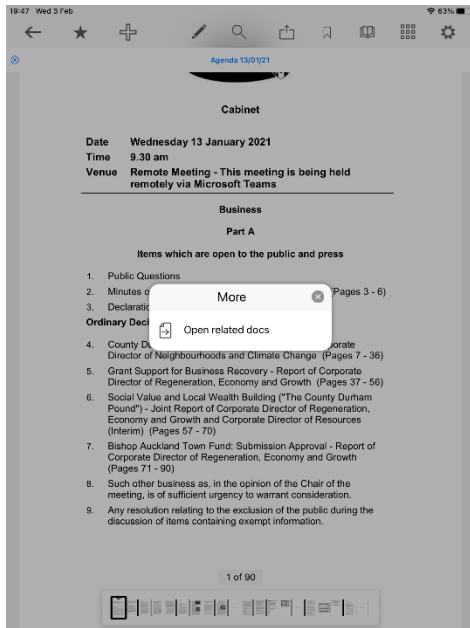 19:47 Wed 3 Feb
63%
Agenda 13/01/21
Cabinet
Date Wednesday 13 January 2021
Time 9.30 am
Venue Remote Meeting - This meeting is being held
remotely via Microsoft Teams
Business
Part A
Items which are open to the public and press
1. Public Questions
2. Minutes o (Pages 3 - 6)
3. Declaratio
Ordinary Deci
4. County Du porate
Director of Neighbourhoods and Climate Change (Pages 7 - 36)
5. Grant Support for Business Recovery - Report of Corporate
Director of Regeneration, Economy and Growth (Pages 37 - 56)
6. Social Value and Local Wealth Building ("The County Durham
Pound") - Joint Report of Corporate Director of Regeneration,
Economy and Growth and Corporate Director of Resources
(Interim) (Pages 57 - 70)
7. Bishop Auckland Town Fund: Submission Approval - Report of
Corporate Director of Regeneration, Economy and Growth
(Pages 71 - 90)
8. Such other business as, in the opinion of the Chair of the
meeting, is of sufficient urgency to warrant consideration.
9. Any resolution relating to the exclusion of the public during the
discussion of items containing exempt information.
More
Open related docs
1 of 90